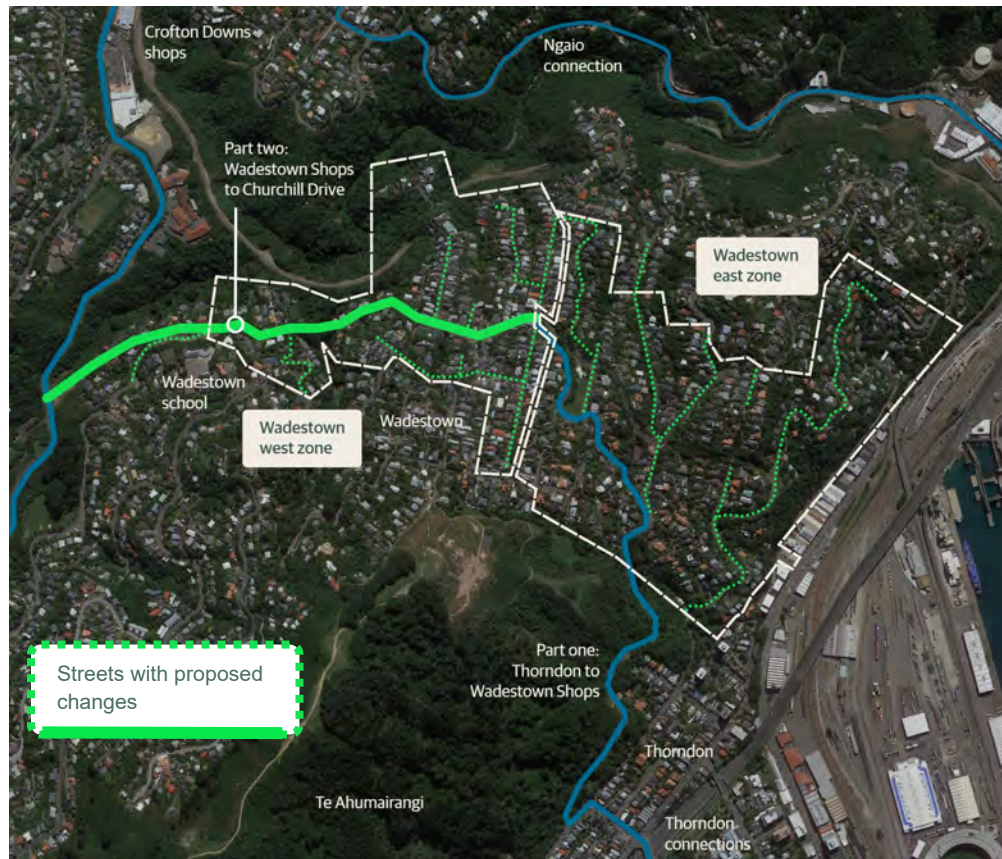 Crofton Downs
shops
Ngaio
connection
Part two:
Wadestown Shops
to Churchill Drive
Wadestown
east zone
Wadestown
school
Wadestown
Wadestown
west zone
Streets with proposed
changes
Part one:
Thorndon to
Wadestown Shops
Thorndon
Te Ahumairangi
Thorndon
connections